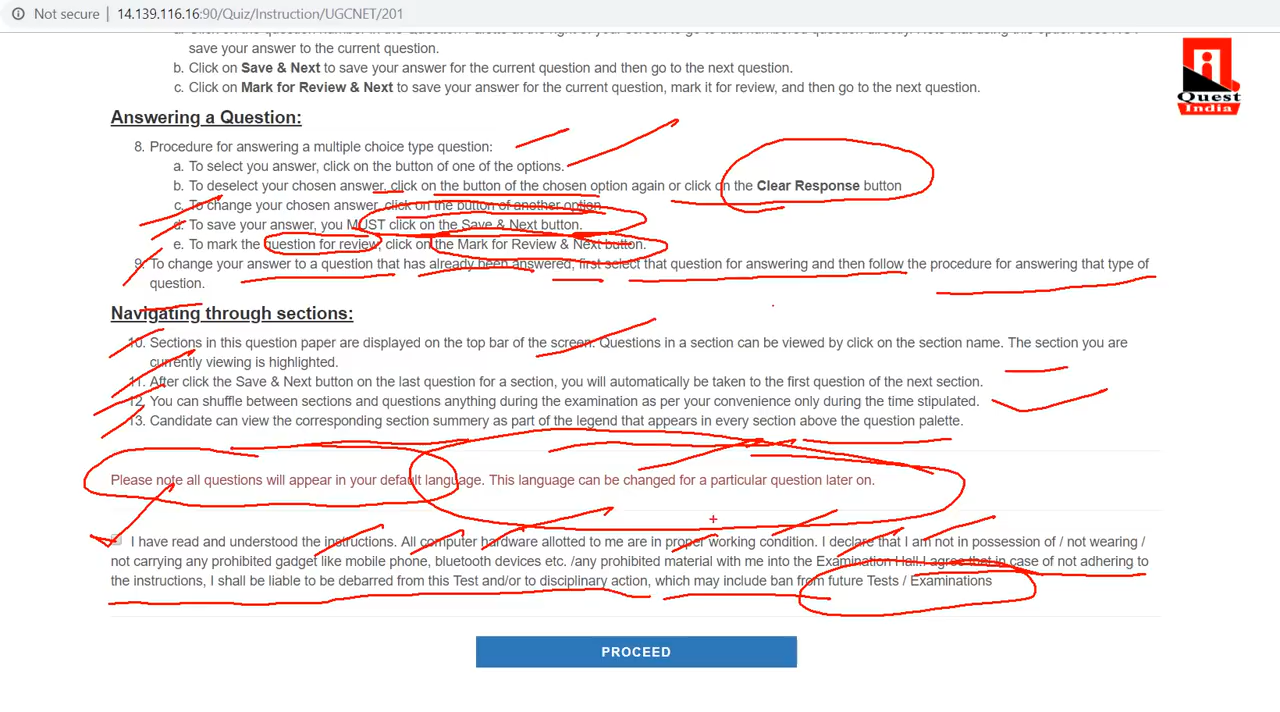 Not secure | 14.139.116.16:90/Quiz/Instruction/UGCNET/201
save your answer to the current question.
b. Click on Save & Next to save your answer for the current question and then go to the next question.
c. Click on Mark for Review & Next to save your answer for the current question, mark it for review, and then go to the next question.
Quest
India
Answering a Question:
8. Procedure for answering a multiple choice type question:
a. To select you answer, click on the button of one of the options.
b. To deselect your chosen answer, click on the button of the chosen option again or click on the Clear Response button
c. To change your chosen answer, click on the button of another option
d. To save your answer, you MUST click on the Save & Next button.
e. To mark the question for review, click on the Mark for Review & Next button.
9. To change your answer to a question that has already been answered, first select that question for answering and then follow the procedure for answering that type of
question.
Navigating through sections:
10. Sections in this question paper are displayed on the top bar of the screen. Questions in a section can be viewed by click on the section name. The section you are
currently viewing is highlighted.
11. After click the Save & Next button on the last question for a section, you will automatically be taken to the first question of the next section.
12. You can shuffle between sections and questions anything during the examination as per your convenience only during the time stipulated.
13. Candidate can view the corresponding section summery as part of the legend that appears in every section above the question palette.
Please note all questions will appear in your default language. This language can be changed for a particular question later on.
I have read and understood the instructions. All computer hardware allotted to me are in proper working condition. I declare that I am not in possession of / not wearing /
not carrying any prohibited gadget like mobile phone, bluetooth devices etc. /any prohibited material with me into the Examination Hall.I agree that in case of not adhering to
the instructions, I shall be liable to be debarred from this Test and/or to disciplinary action, which may include ban from future Tests / Examinations
PROCEED